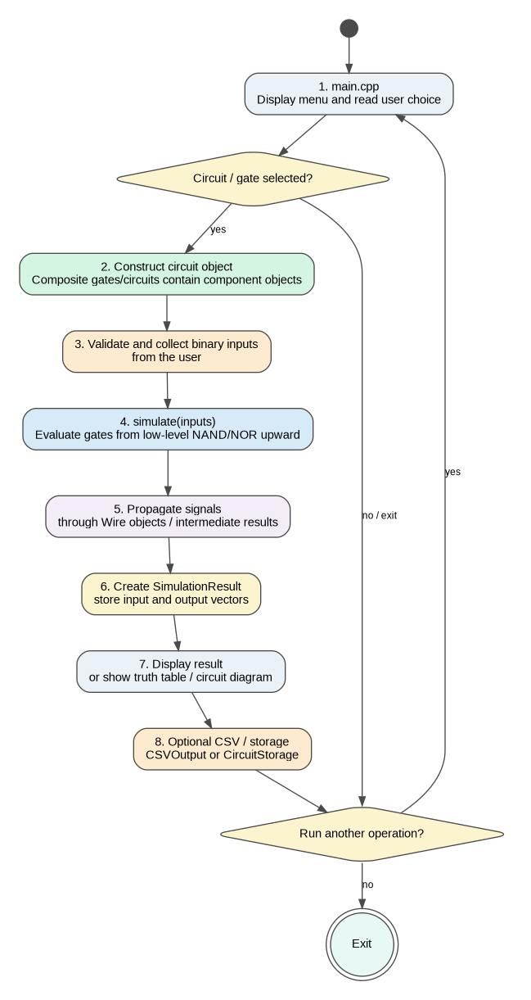 1. main.cpp
Display menu and read user choice
Circuit / gate selected?
yes
2. Construct circuit object
Composite gates/circuits contain component objects
3. Validate and collect binary inputs
from the user
4. simulate(inputs)
Evaluate gates from low-level NAND/NOR upward
yes
5. Propagate signals
through Wire objects / intermediate results
no / exit
6. Create SimulationResult
store input and output vectors
7. Display result
or show truth table / circuit diagram
8. Optional CSV / storage
CSVOutput or CircuitStorage
Run another operation?
no
Exit